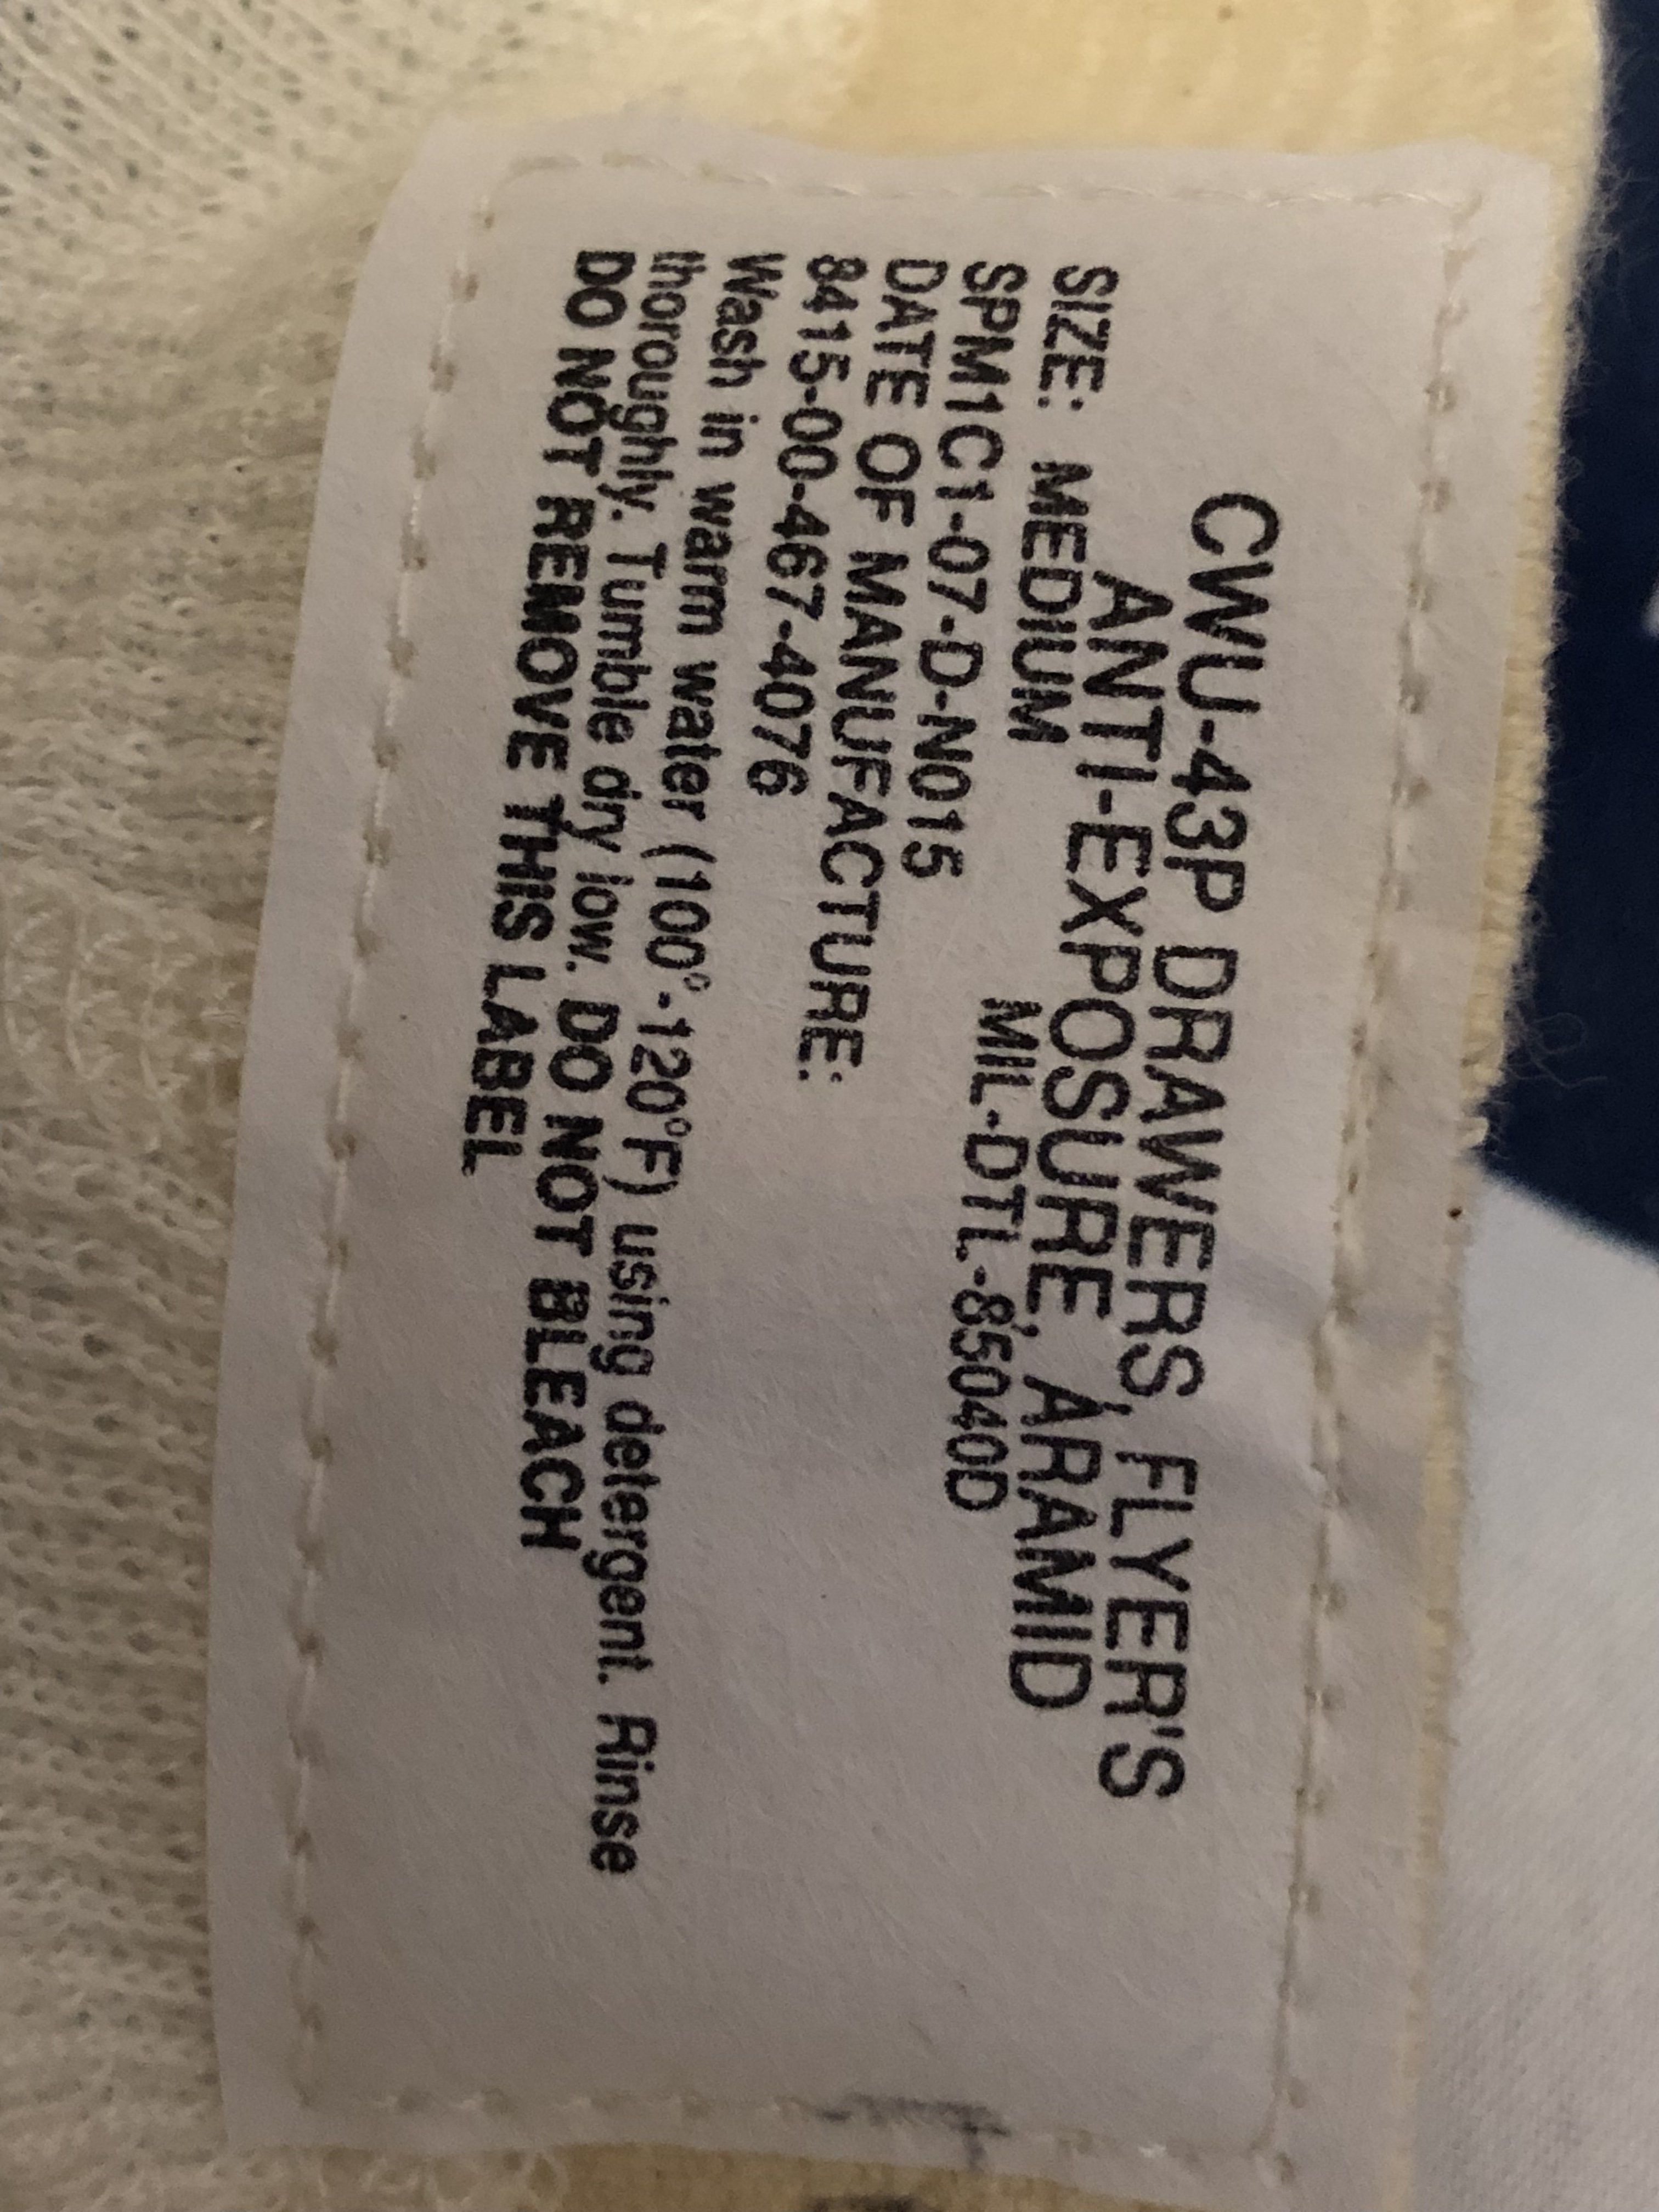 CWU-43P DRAWERS, FLYER'S
ANTI-EXPOSURE, ARAMID
SIZE: MEDIUM
MIL-DTL-85040D
SPM1C1-07-D-N015
DATE OF MANUFACTURE:
8415-00-467-4076
Wash in warm water (100°-120°F) using detergent. Rinse
thoroughly. Tumble dry low. DO NOT BLEACH
DO NOT REMOVE THIS LABEL